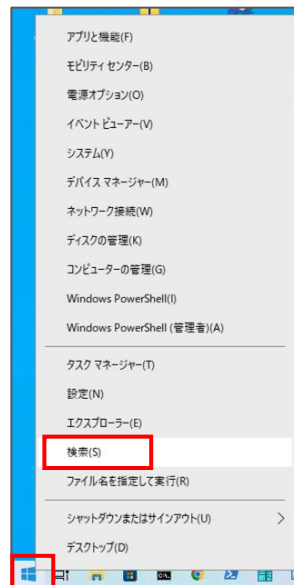 アプリと機能(F)
モビリティ センター(B)
電源オプション(O)
イベント ビューアー(V)
システム(Y)
デバイス マネージャー(M)
ネットワーク接続(W)
ディスクの管理(K)
コンピューターの管理(G)
Windows PowerShell(I)
Windows PowerShell (管理者)(A)
タスク マネージャー(T)
設定(N)
エクスプローラー(E)
検索(S)
ファイル名を指定して実行(R)
シャットダウンまたはサインアウト(U)
デスクトップ(D)